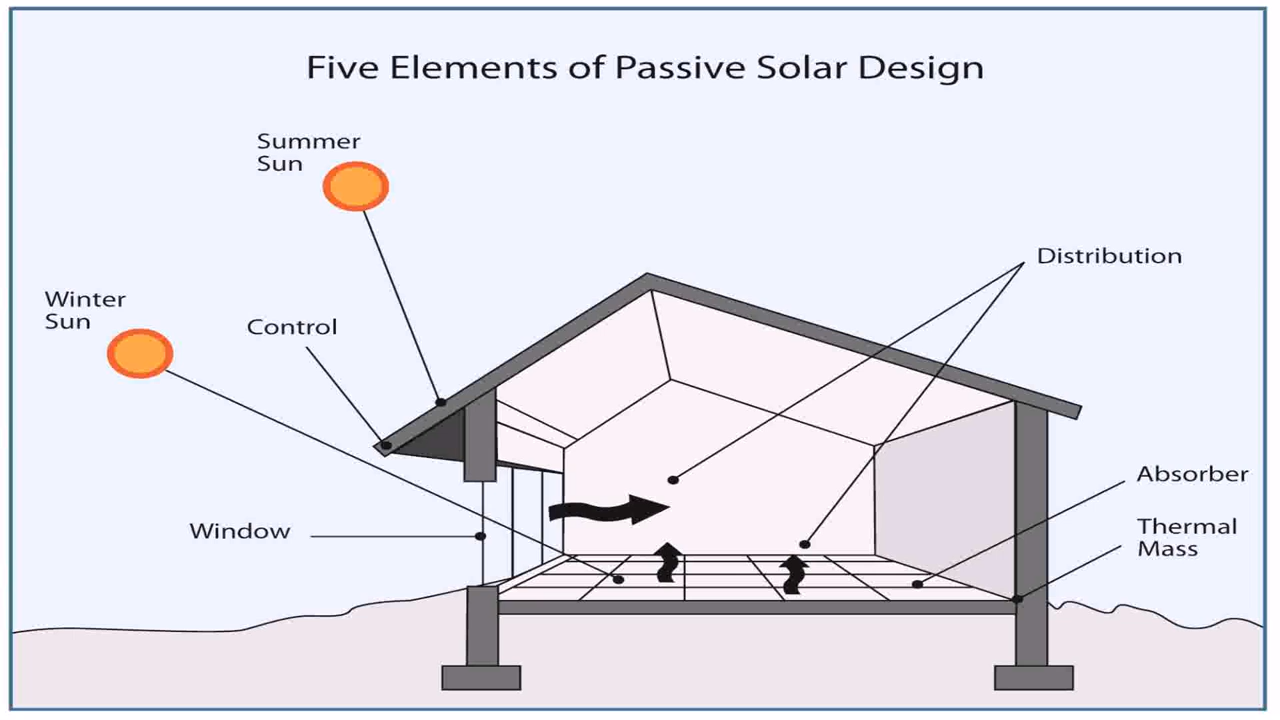 Five Elements of Passive Solar Design
Summer
Sun
Winter
Sun
Control
Distribution
Window
Absorber
Thermal
Mass